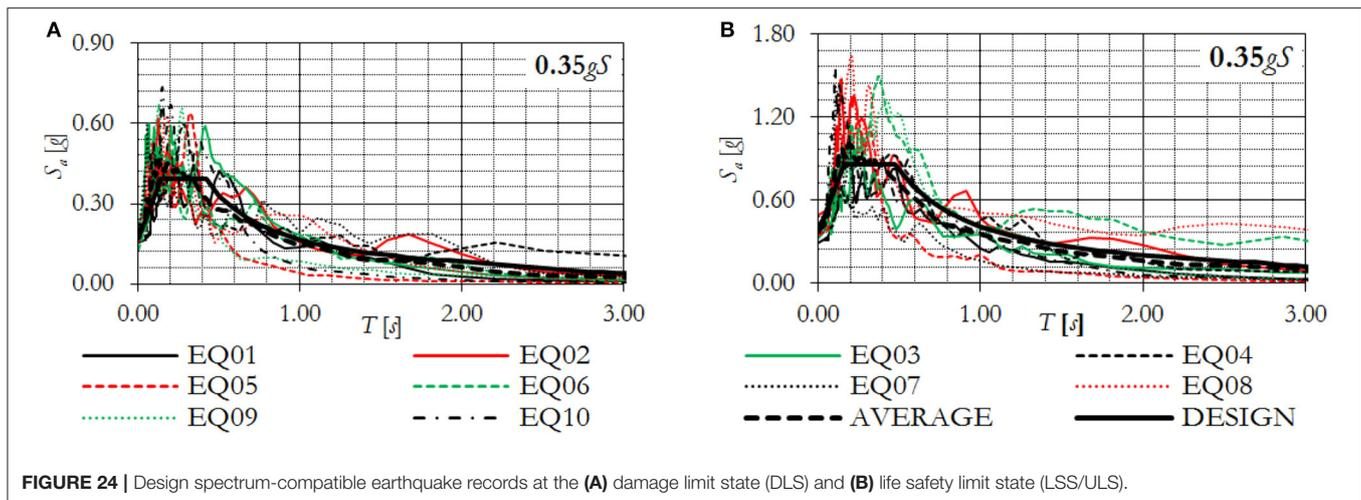 A
B
0.90
0.60
0.30
0.00
Sa [g]
0.35gS
0.00 1.00 2.00 3.00
T [s]
1.80
1.20
0.60
0.00
Sa [g]
0.35gS
0.00 1.00 2.00 3.00
T [s]
EQ01 EQ02 EQ03 EQ04
EQ05 EQ06 EQ07 EQ08
EQ09 EQ10 AVERAGE DESIGN
FIGURE 24 | Design spectrum-compatible earthquake records at the (A) damage limit state (DLS) and (B) life safety limit state (LSS/ULS).